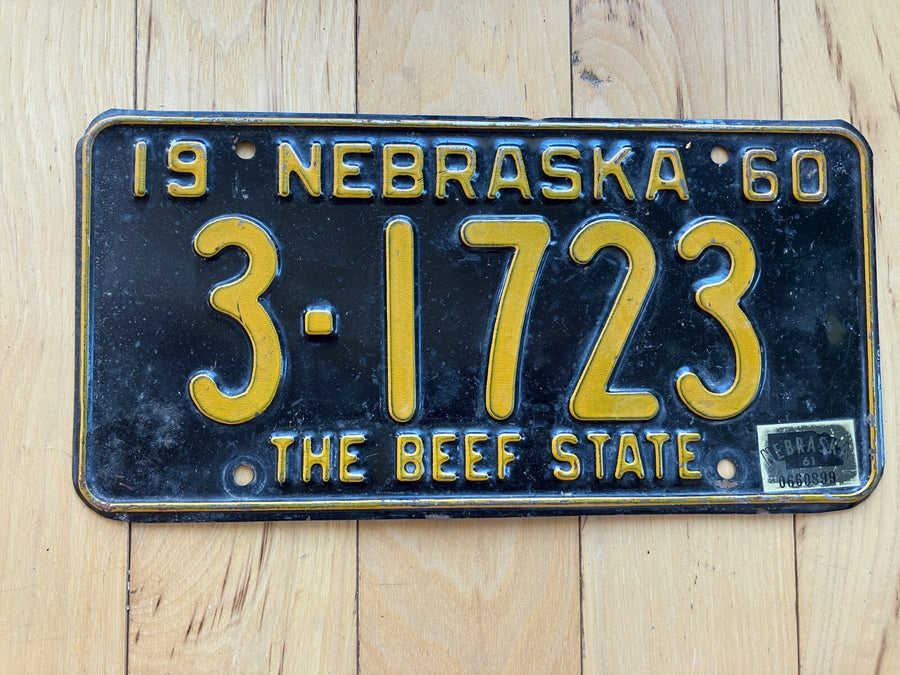 19 NEBRASKA 60
3-1723
THE BEEF STATE
NEBRASKA
61
0660899